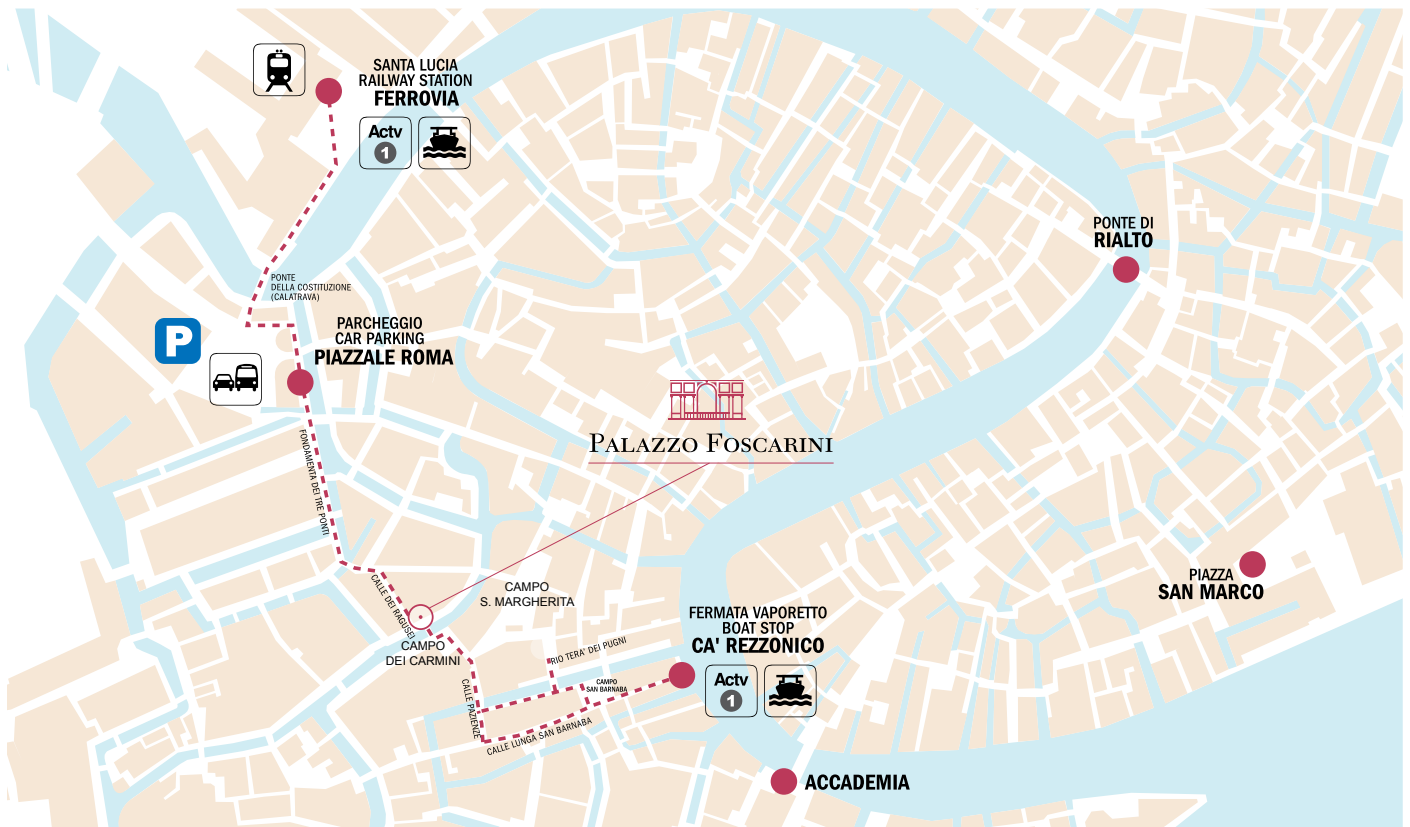 SANTA LUCIA
RAILWAY STATION
FERROVIA
Actv
1
PONTE DI
RIALTO
PONTE
DELLA COSTITUZIONE
(CALATRAVA)
P
PARCHEGGIO
CAR PARKING
PIAZZALE ROMA
PALAZZO FOSCARINI
FONDAMENTA DEI TRE PONTI
PIAZZA
SAN MARCO
CALLE DEI RAGUSEI
CAMPO
S. MARGHERITA
CAMPO
DEI CARMINI
FERMATA VAPORETTO
BOAT STOP
CA' REZZONICO
Actv
1
RIO TERA' DEI PUGNI
CAMPO
SAN BARNABA
CALLE PAZIENZE
CALLE LUNGA SAN BARNABA
ACCADEMIA